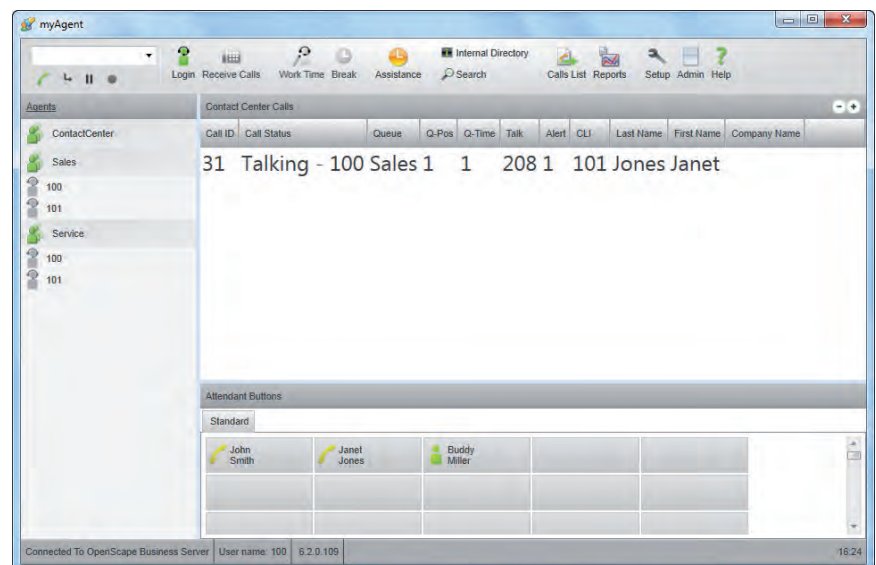 myAgent
Login Receive Calls Work Time Break Assistance Internal Directory Search Calls List Reports Setup Admin Help
Agents
ContactCenter
Sales
100
101
Service
100
101
Contact Center Calls
Call ID Call Status Queue Q-Pos Q-Time Talk Alert CLI Last Name First Name Company Name
31 Talking - 100 Sales 1 1 208 1 101 Jones Janet
Attendant Buttons
Standard
John Smith
Janet Jones
Buddy Miller
Connected To OpenScape Business Server User name: 100 6.2.0.109 16:24